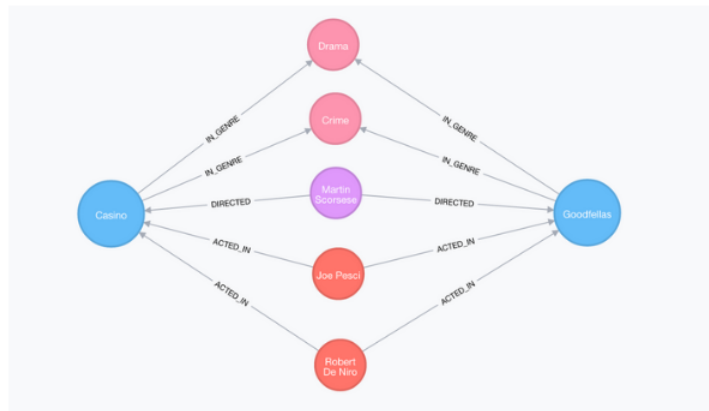 Drama
IN_GENRE
IN_GENRE
Crime
IN_GENRE
IN_GENRE
Martin
Scorsese
DIRECTED
DIRECTED
Casino
Goodfellas
ACTED_IN
ACTED_IN
Joe Pesci
ACTED_IN
ACTED_IN
Robert
De Niro